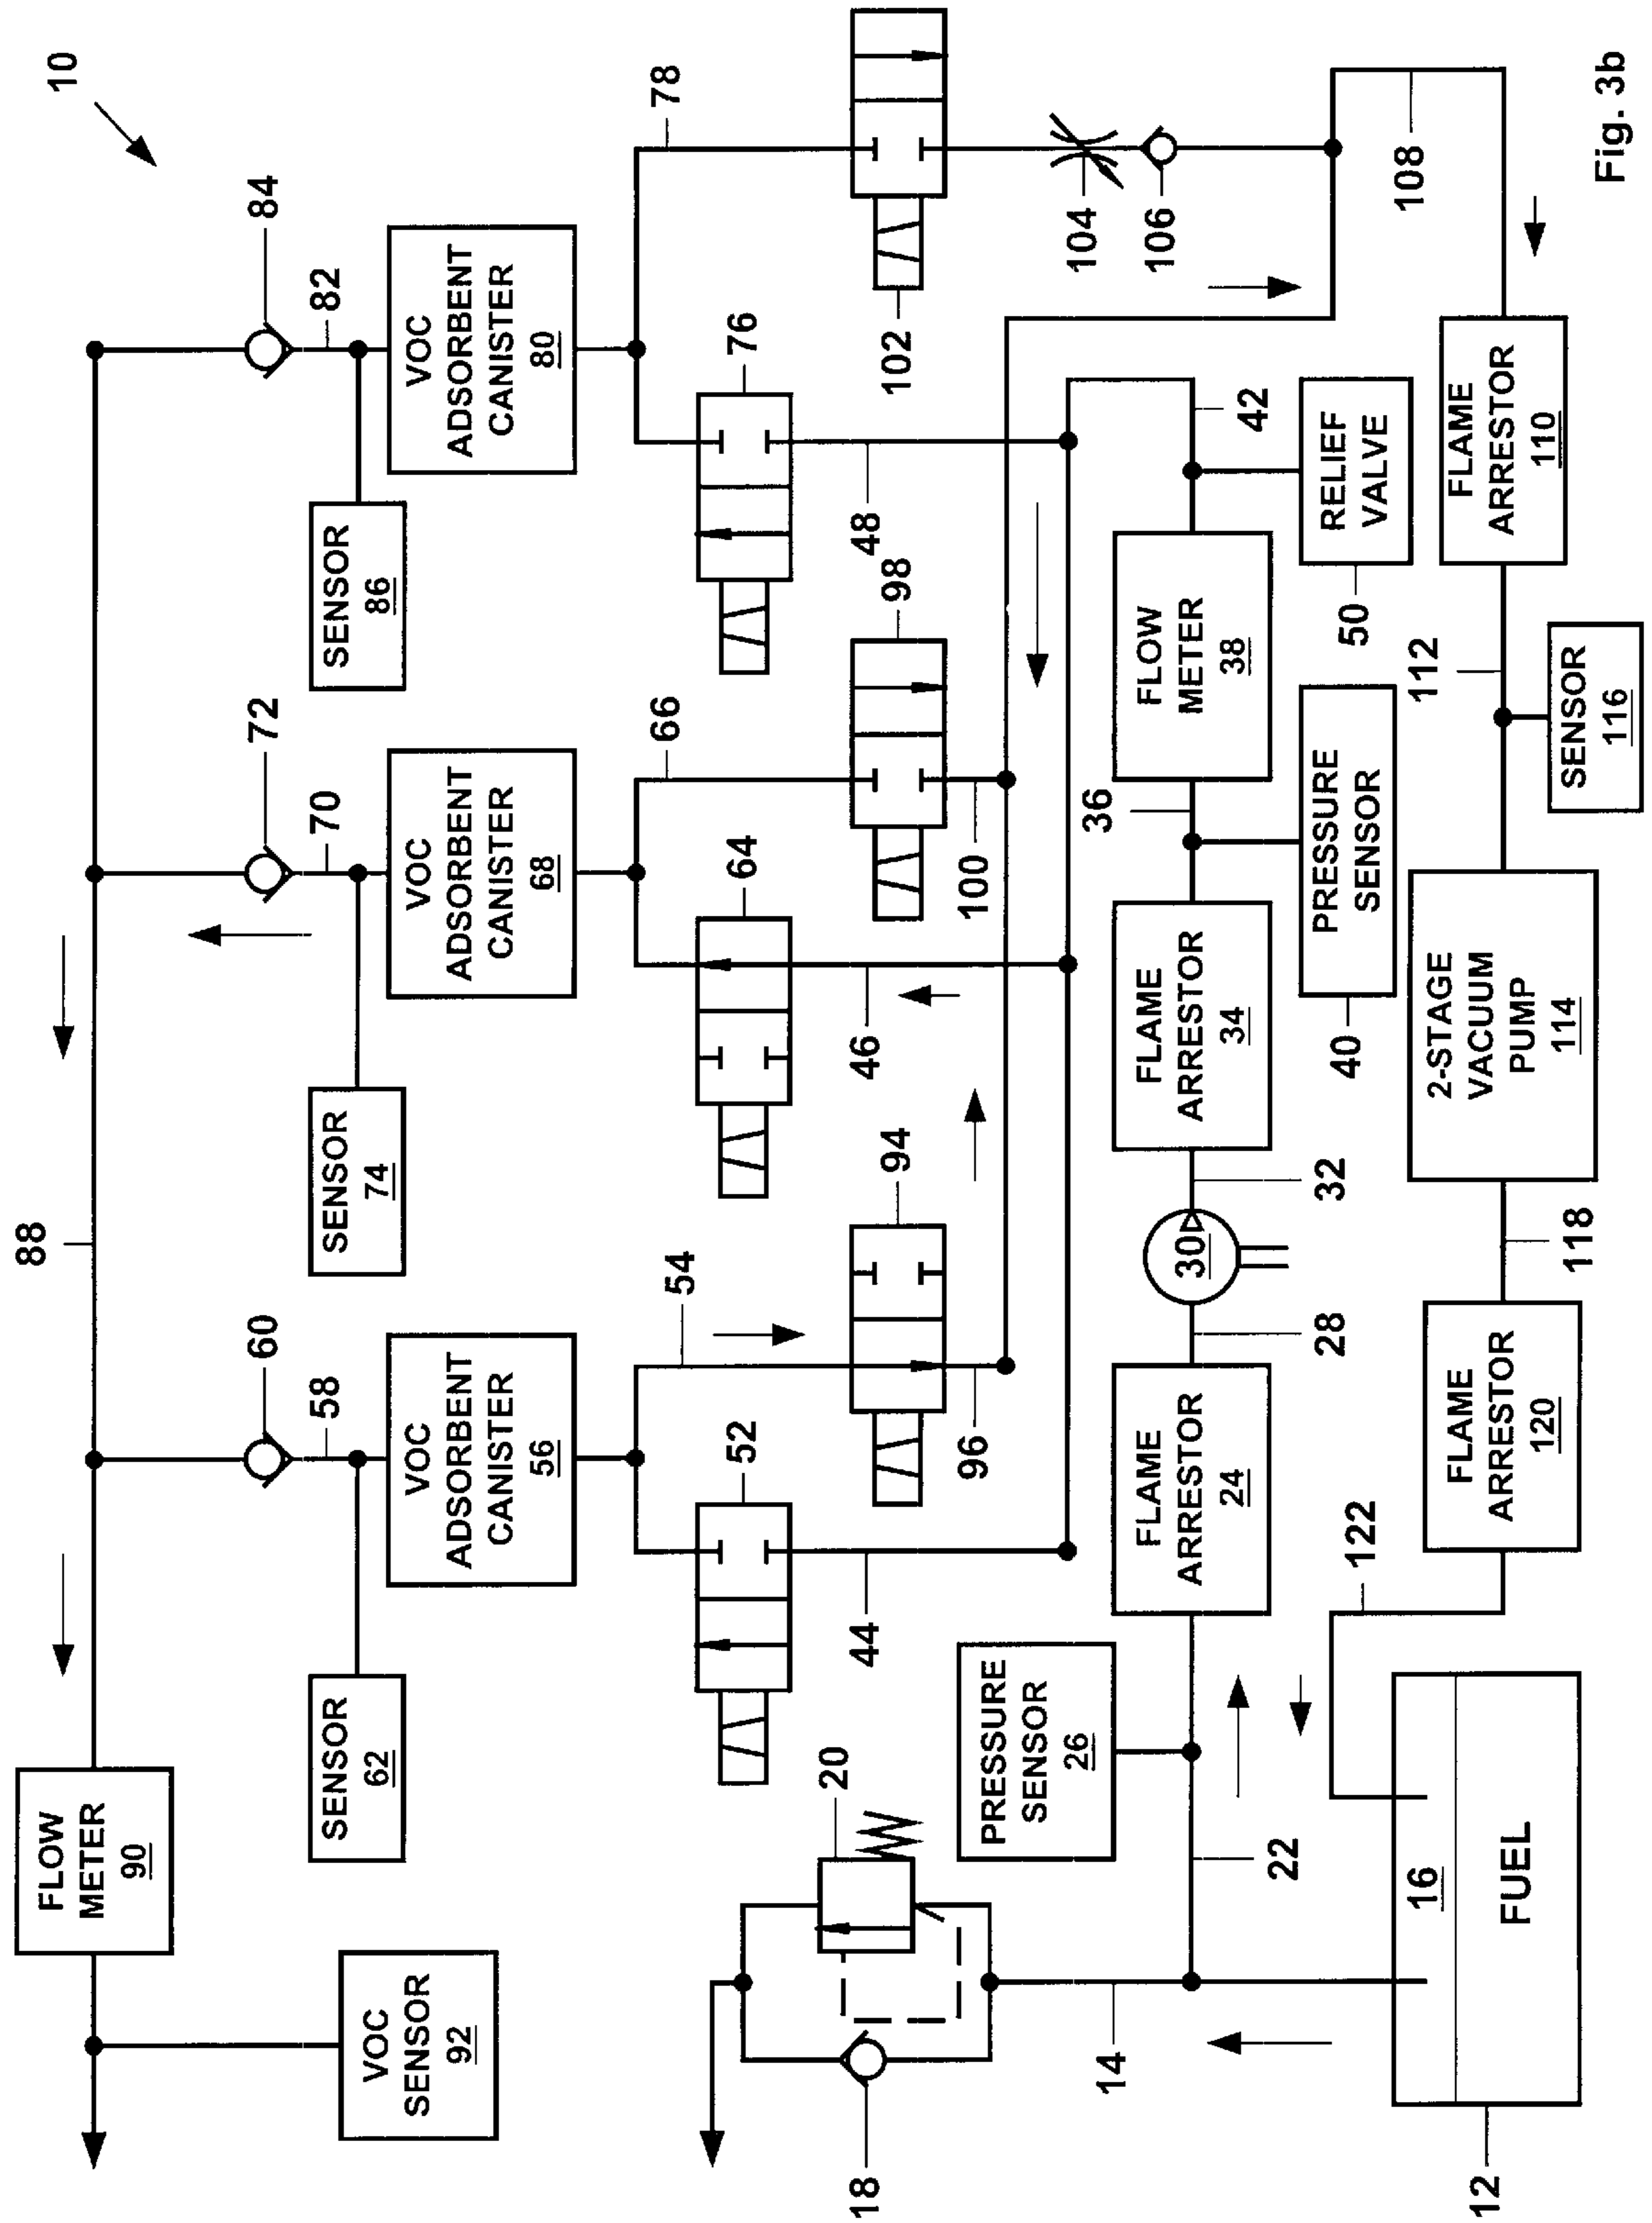 10
84
82
VOC
ADSORBENT
CANISTER
80
SENSOR
86
78
76
102
104
106
108
48
72
70
VOC
ADSORBENT
CANISTER
68
SENSOR
74
66
64
98
100
46
88
60
58
VOC
ADSORBENT
CANISTER
56
SENSOR
62
54
52
94
96
44
FLOW
METER
90
VOC
SENSOR
92
20
18
14
PRESSURE
SENSOR
26
22
FLAME
ARRESTOR
24
28
30
32
FLAME
ARRESTOR
34
36
PRESSURE
SENSOR
40
FLOW
METER
38
42
RELIEF
VALVE
50
FLAME
ARRESTOR
110
112
SENSOR
116
2-STAGE
VACUUM
PUMP
114
118
FLAME
ARRESTOR
120
122
16
FUEL
12
Fig. 3b